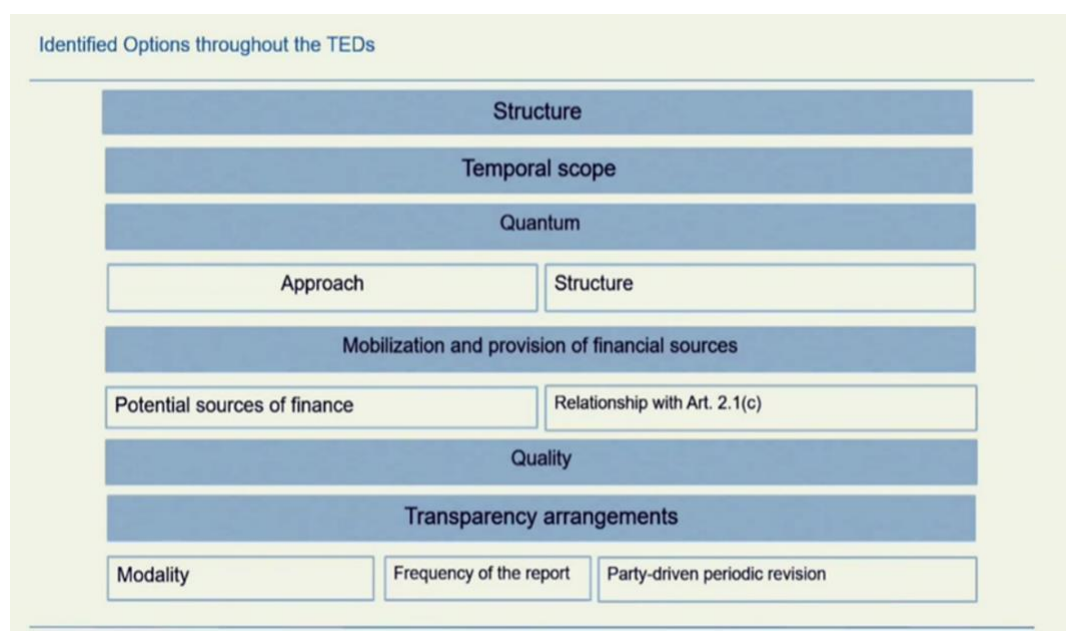 Identified Options throughout the TEDs
Structure
Temporal scope
Quantum
Approach
Structure
Mobilization and provision of financial sources
Potential sources of finance
Relationship with Art. 2.1(c)
Quality
Transparency arrangements
Modality
Frequency of the report
Party-driven periodic revision